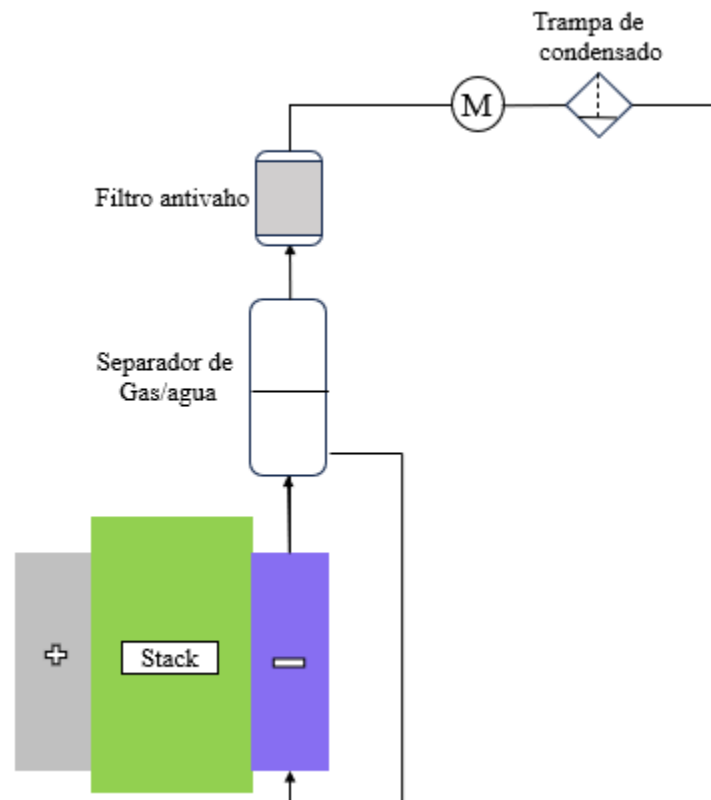 Trampa de
condensado
M
Filtro antivaho
Separador de
Gas/agua
+
Stack
−